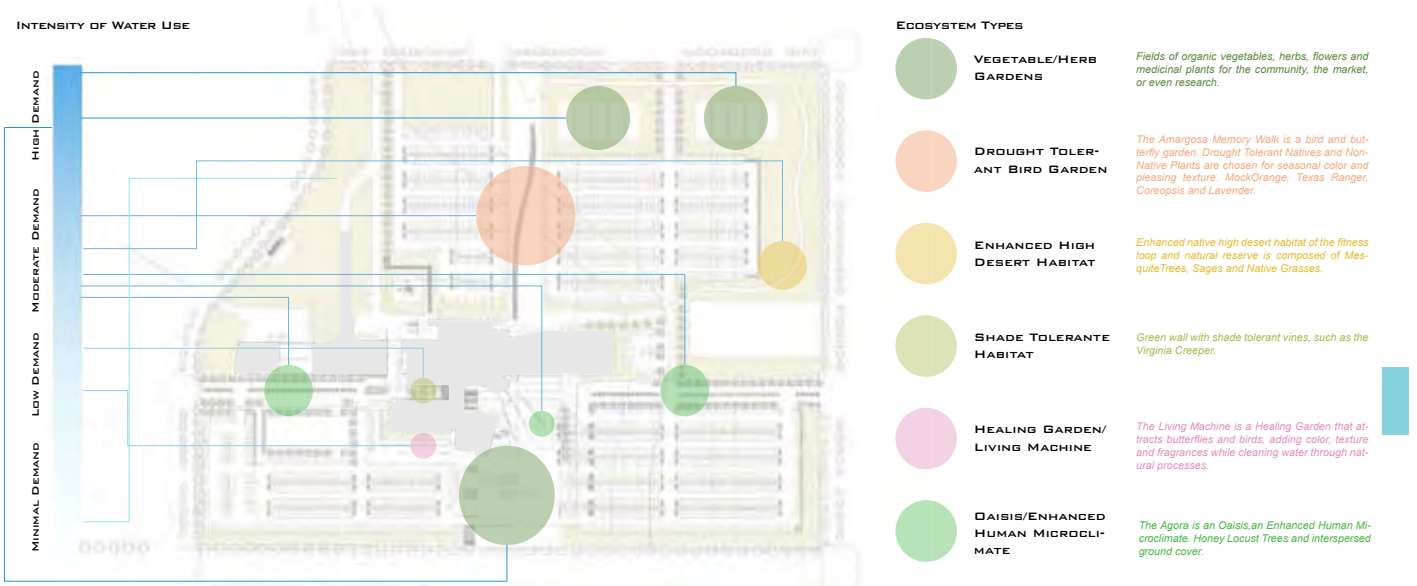 INTENSITY OF WATER USE
HIGH DEMAND
MODERATE DEMAND
LOW DEMAND
MINIMAL DEMAND
ECOSYSTEM TYPES
VEGETABLE/HERB
GARDENS
Fields of organic vegetables, herbs, flowers and
medicinal plants for the community, the market,
or even research.
DROUGHT TOLER-
ANT BIRD GARDEN
The Amargosa Memory Walk is a bird and but-
terfly garden. Drought Tolerant Natives and Non-
Native Plants are chosen for seasonal color and
pleasing texture. MockOrange, Texas Ranger,
Coreopsis and Lavender.
ENHANCED HIGH
DESERT HABITAT
Enhanced native high desert habitat of the fitness
loop and natural reserve is composed of Mes-
quiteTrees, Sages and Native Grasses.
SHADE TOLERANTE
HABITAT
Green wall with shade tolerant vines, such as the
Virginia Creeper.
HEALING GARDEN/
LIVING MACHINE
The Living Machine is a Healing Garden that at-
tracts butterflies and birds, adding color, texture
and fragrances while cleaning water through nat-
ural processes.
OAISIS/ENHANCED
HUMAN MICROCLI-
MATE
The Agora is an Oaisis,an Enhanced Human Mi-
croclimate. Honey Locust Trees and interspersed
ground cover.